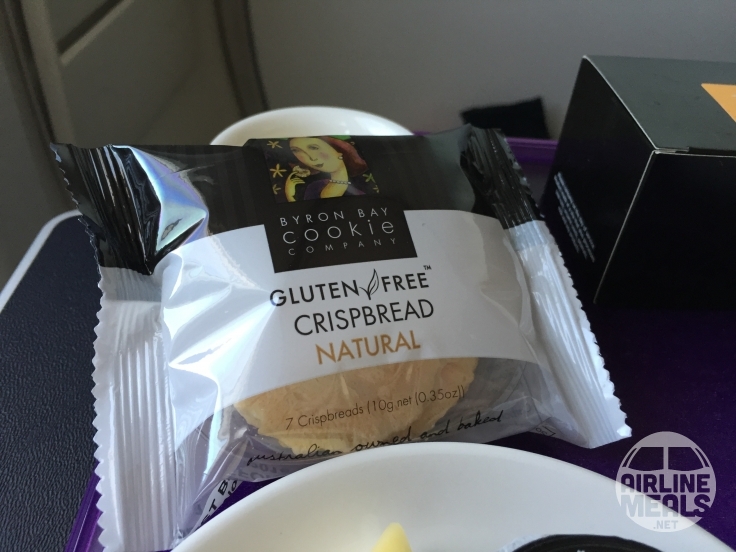 BYRON BAY
cookie
COMPANY
GLUTEN FREE™
CRISPBREAD
NATURAL
7 Crispbreads (10g net (0.35oz))
australian owned and baked
AIRLINE
MEALS
.NET